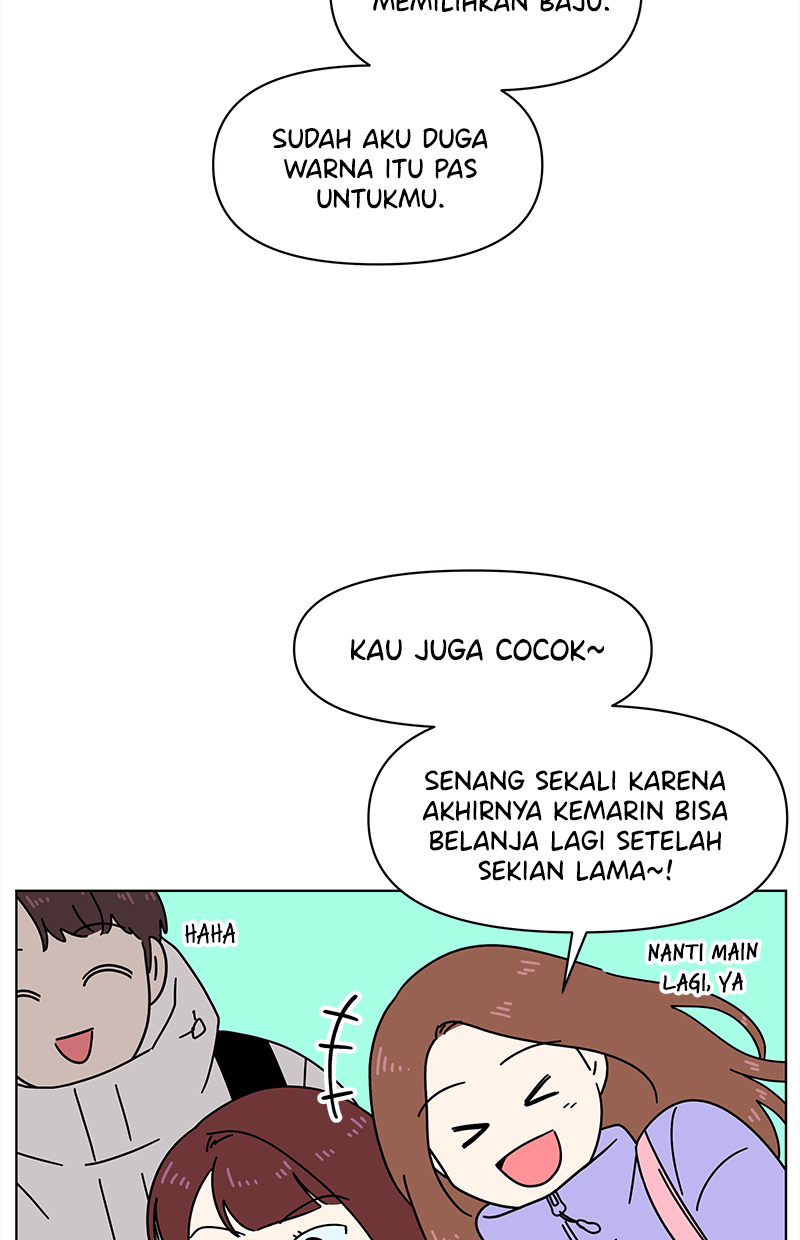 MEMILIHKAN BAJU.
SUDAH AKU DUGA
WARNA ITU PAS
UNTUKMU.
KAU JUGA COCOK~
SENANG SEKALI KARENA
AKHIRNYA KEMARIN BISA
BELANJA LAGI SETELAH
SEKIAN LAMA~!
HAHA
NANTI MAIN
LAGI, YA